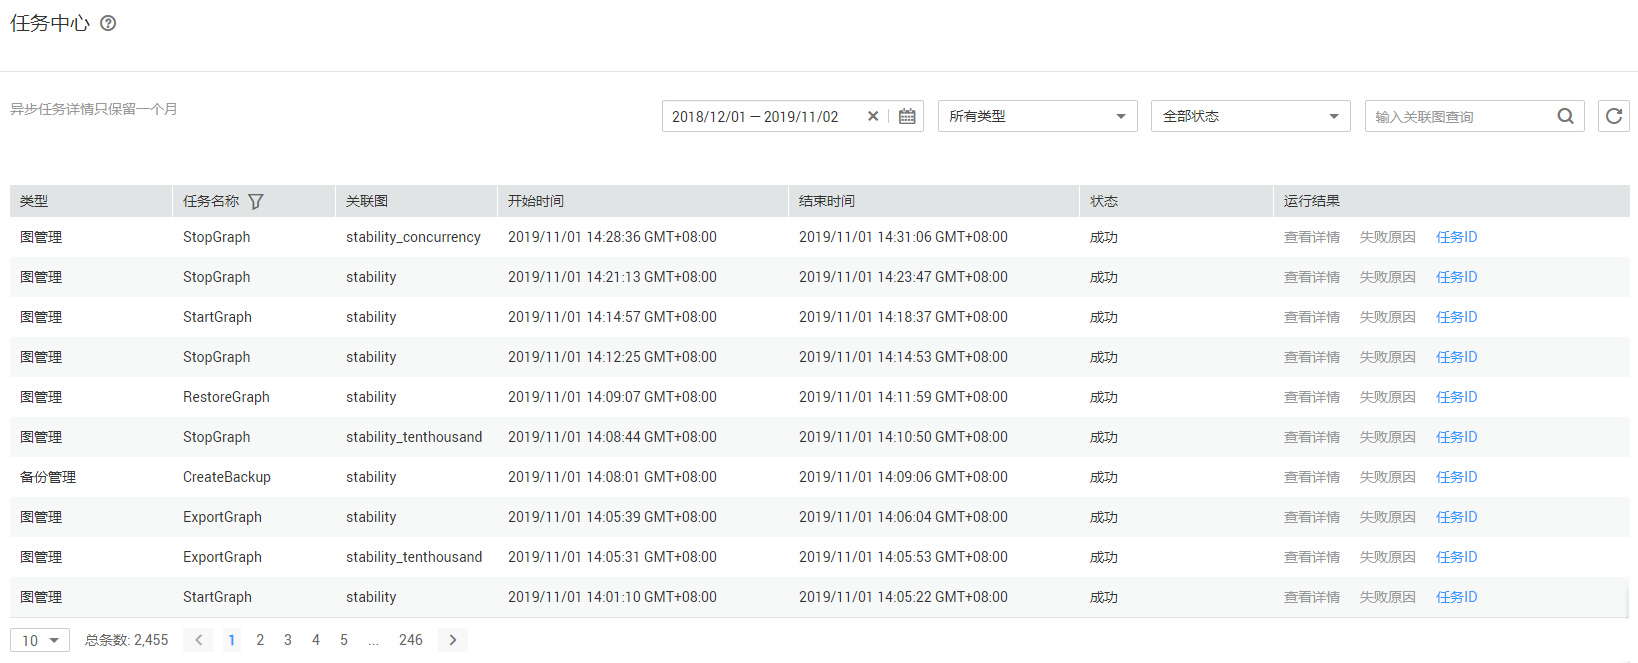 任务中心
异步任务详情只保留一个月
2018/12/01 — 2019/11/02 所有类型 全部状态 输入关联图查询
类型 任务名称 关联图 开始时间 结束时间 状态 运行结果
图管理 StopGraph stability_concurrency 2019/11/01 14:28:36 GMT+08:00 2019/11/01 14:31:06 GMT+08:00 成功 查看详情 失败原因 任务ID
图管理 StopGraph stability 2019/11/01 14:21:13 GMT+08:00 2019/11/01 14:23:47 GMT+08:00 成功 查看详情 失败原因 任务ID
图管理 StartGraph stability 2019/11/01 14:14:57 GMT+08:00 2019/11/01 14:18:37 GMT+08:00 成功 查看详情 失败原因 任务ID
图管理 StopGraph stability 2019/11/01 14:12:25 GMT+08:00 2019/11/01 14:14:53 GMT+08:00 成功 查看详情 失败原因 任务ID
图管理 RestoreGraph stability 2019/11/01 14:09:07 GMT+08:00 2019/11/01 14:11:59 GMT+08:00 成功 查看详情 失败原因 任务ID
图管理 StopGraph stability_tenthousand 2019/11/01 14:08:44 GMT+08:00 2019/11/01 14:10:50 GMT+08:00 成功 查看详情 失败原因 任务ID
备份管理 CreateBackup stability 2019/11/01 14:08:01 GMT+08:00 2019/11/01 14:09:06 GMT+08:00 成功 查看详情 失败原因 任务ID
图管理 ExportGraph stability 2019/11/01 14:05:39 GMT+08:00 2019/11/01 14:06:04 GMT+08:00 成功 查看详情 失败原因 任务ID
图管理 ExportGraph stability_tenthousand 2019/11/01 14:05:31 GMT+08:00 2019/11/01 14:05:53 GMT+08:00 成功 查看详情 失败原因 任务ID
图管理 StartGraph stability 2019/11/01 14:01:10 GMT+08:00 2019/11/01 14:05:22 GMT+08:00 成功 查看详情 失败原因 任务ID
10 总条数: 2,455 < 1 2 3 4 5 ... 246 >